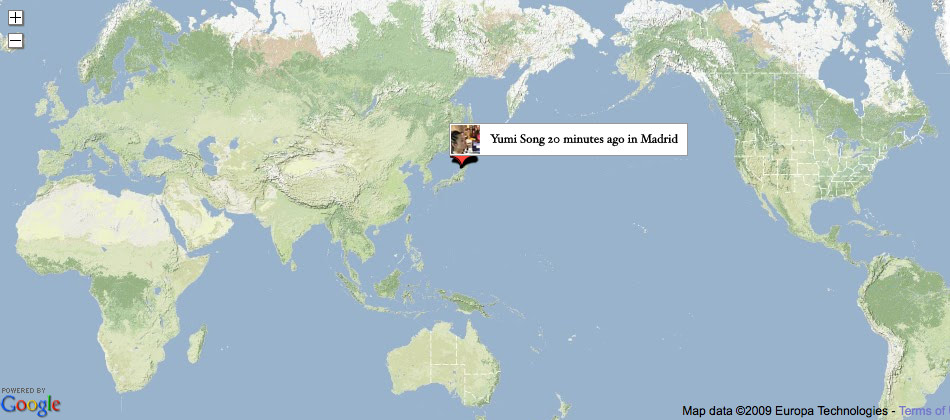 +
−
Yumi Song 20 minutes ago in Madrid
POWERED BY
Google
Map data ©2009 Europa Technologies - Terms of